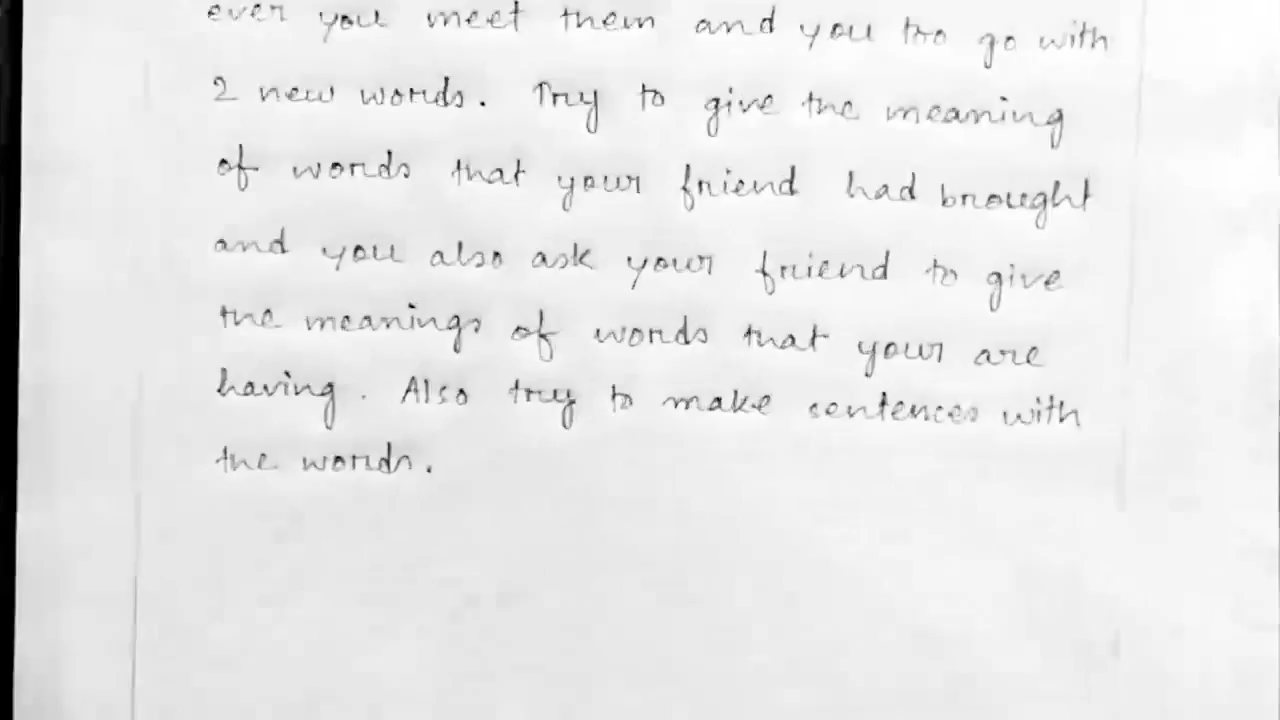 ever you meet them and you too go with
2 new words. Try to give the meaning
of words that your friend had brought
and you also ask your friend to give
the meanings of words that your are
having. Also try to make sentences with
the words.